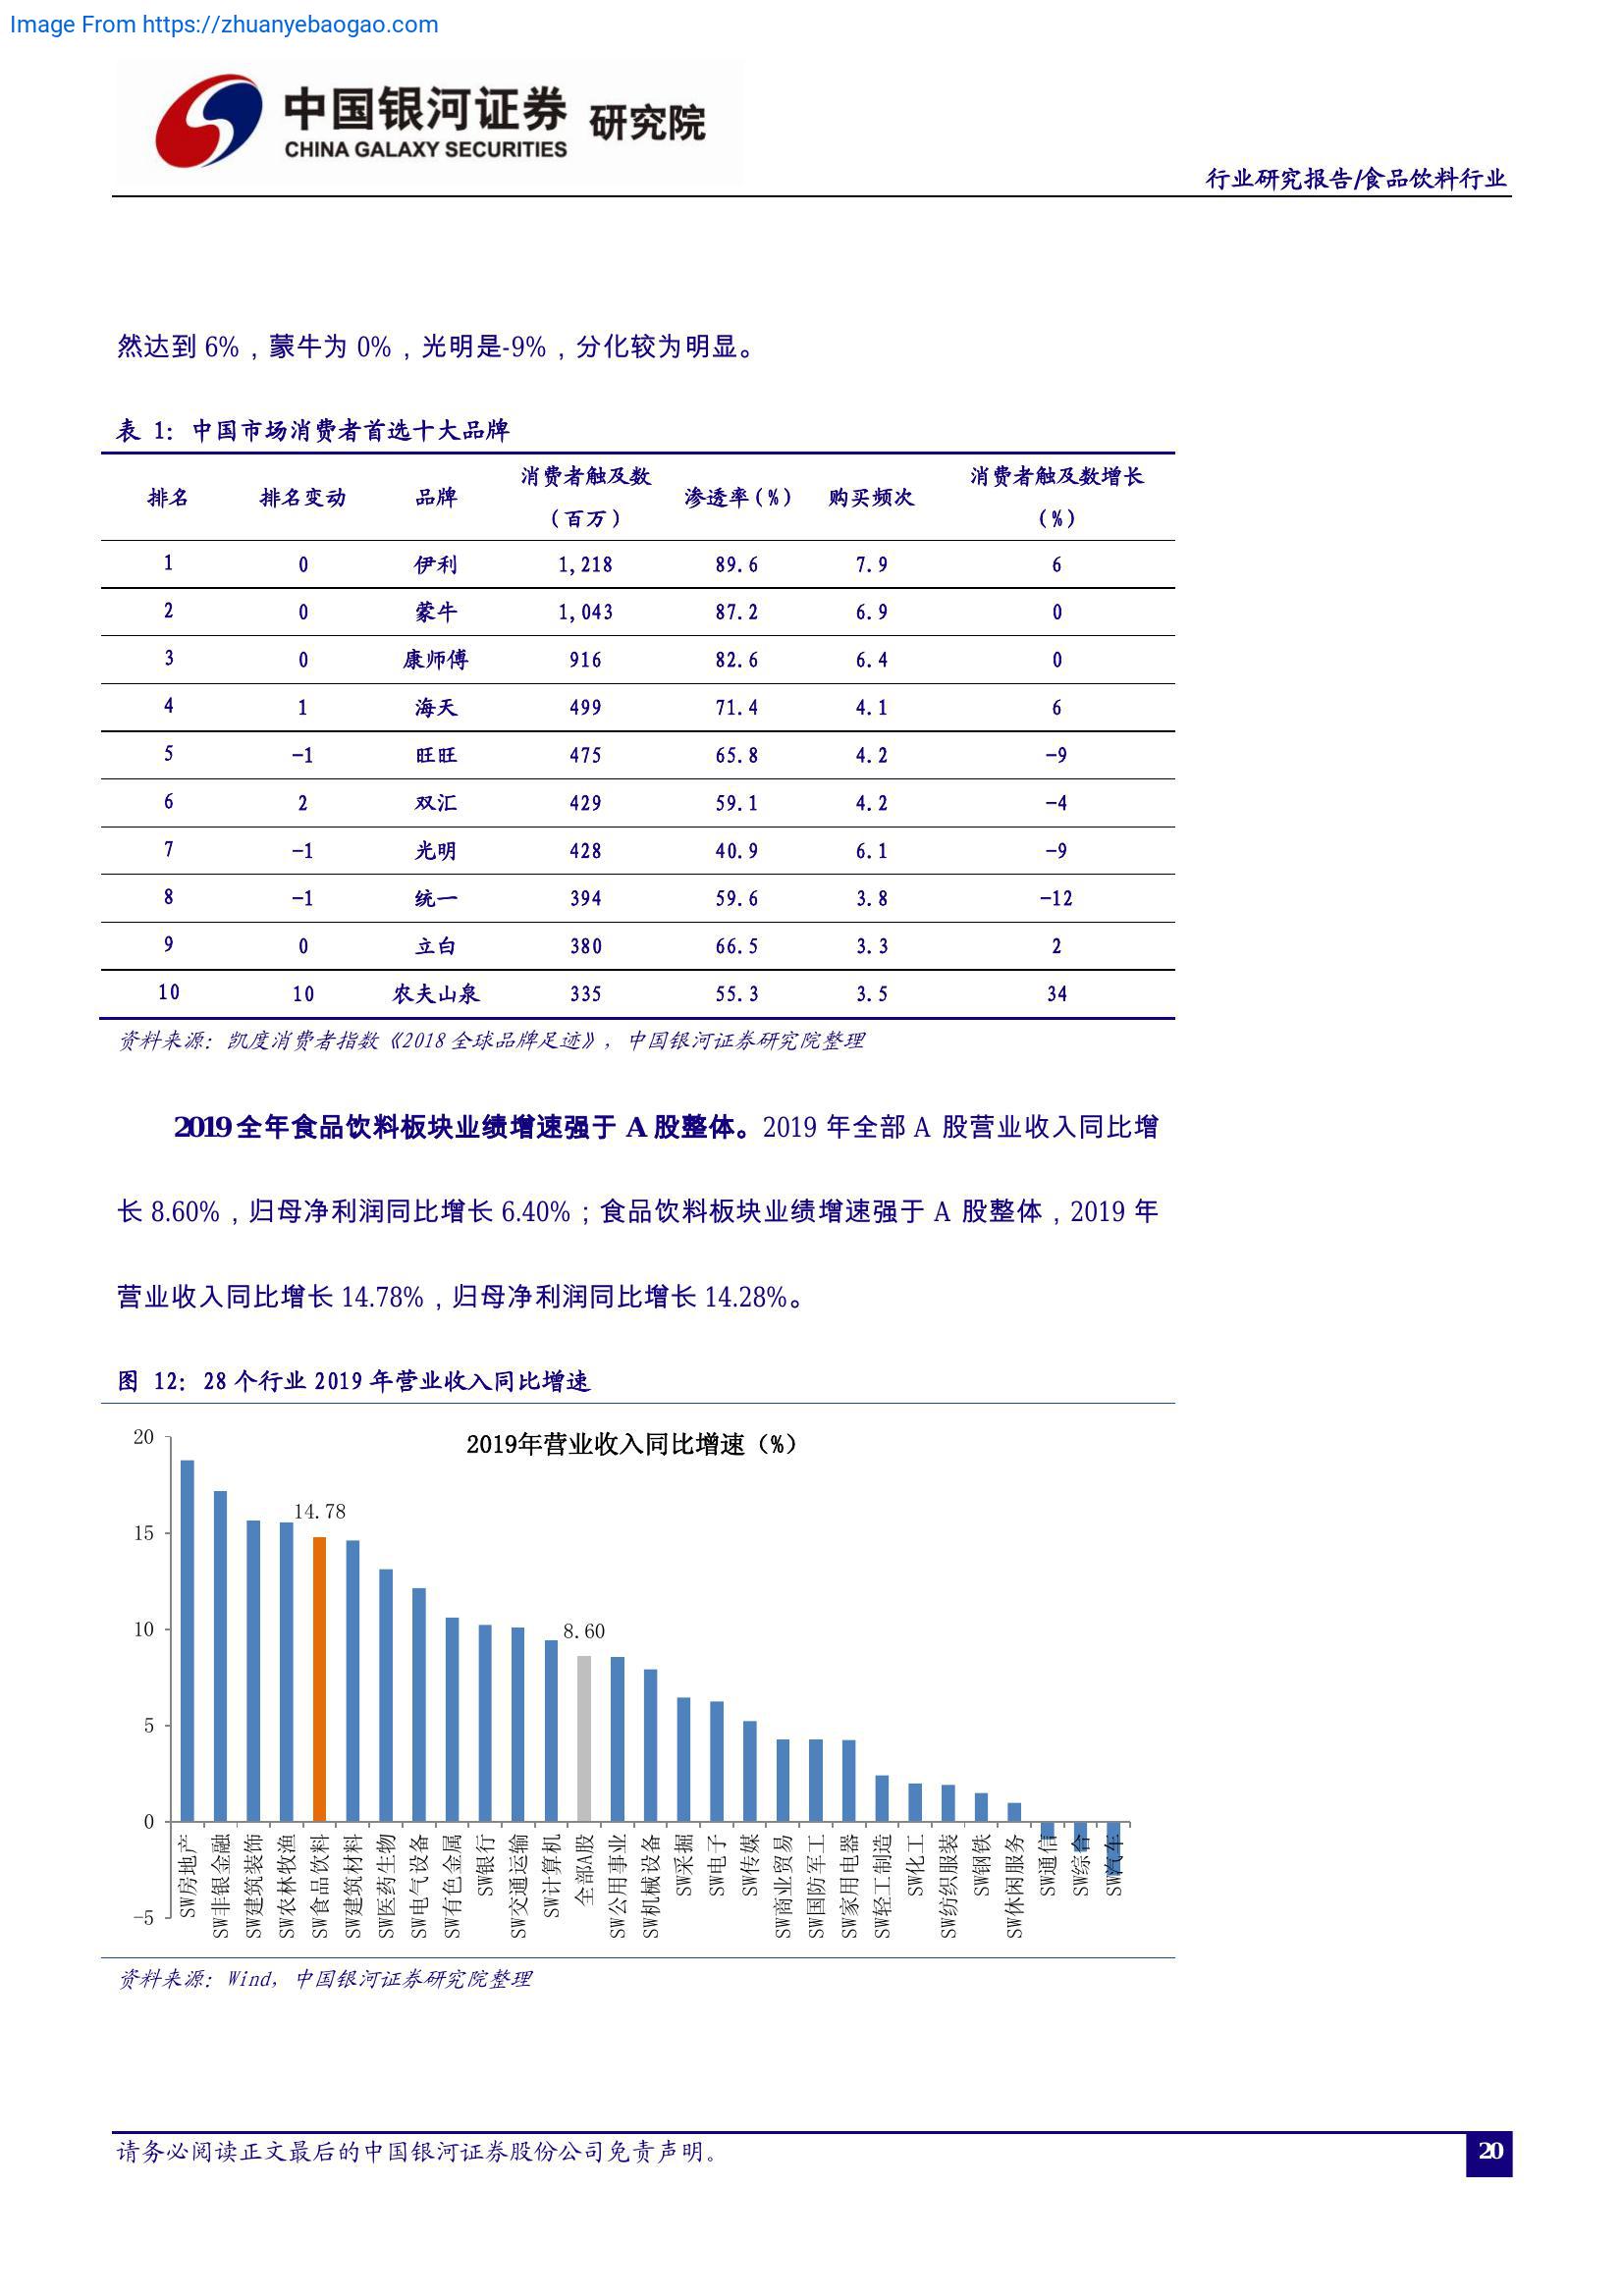 Image From https://zhuanyebaogao.com
中国银河证券 研究院
CHINA GALAXY SECURITIES
行业研究报告/食品饮料行业
然达到 6%，蒙牛为 0%，光明是-9%，分化较为明显。
表 1：中国市场消费者首选十大品牌
排名 排名变动 品牌 消费者触及数（百万） 渗透率（%） 购买频次 消费者触及数增长（%）
1 0 伊利 1,218 89.6 7.9 6
2 0 蒙牛 1,043 87.2 6.9 0
3 0 康师傅 916 82.6 6.4 0
4 1 海天 499 71.4 4.1 6
5 -1 旺旺 475 65.8 4.2 -9
6 2 双汇 429 59.1 4.2 -4
7 -1 光明 428 40.9 6.1 -9
8 -1 统一 394 59.6 3.8 -12
9 0 立白 380 66.5 3.3 2
10 10 农夫山泉 335 55.3 3.5 34
资料来源：凯度消费者指数《2018 全球品牌足迹》，中国银河证券研究院整理
2019 全年食品饮料板块业绩增速强于 A 股整体。2019 年全部 A 股营业收入同比增
长 8.60%，归母净利润同比增长 6.40%；食品饮料板块业绩增速强于 A 股整体，2019 年
营业收入同比增长 14.78%，归母净利润同比增长 14.28%。
图 12：28 个行业 2019 年营业收入同比增速
2019年营业收入同比增速（%）
20
15
10
5
0
-5
14.78
8.60
SW房地产
SW非银金融
SW建筑装饰
SW农林牧渔
SW食品饮料
SW建筑材料
SW医药生物
SW电气设备
SW有色金属
SW银行
SW交通运输
SW计算机
全部A股
SW公用事业
SW机械设备
SW采掘
SW电子
SW传媒
SW商业贸易
SW国防军工
SW家用电器
SW轻工制造
SW化工
SW纺织服装
SW钢铁
SW休闲服务
SW通信
SW综合
SW汽车
资料来源：Wind，中国银河证券研究院整理
请务必阅读正文最后的中国银河证券股份公司免责声明。
20